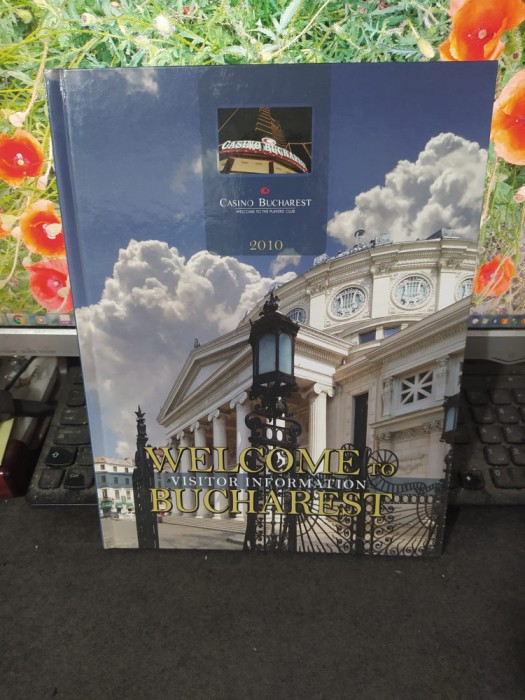 CASINO BUCHAREST
CASINO BUCHAREST
WELCOME TO THE PLAYERS' CLUB
2010
WELCOME TO
VISITOR INFORMATION
BUCHAREST